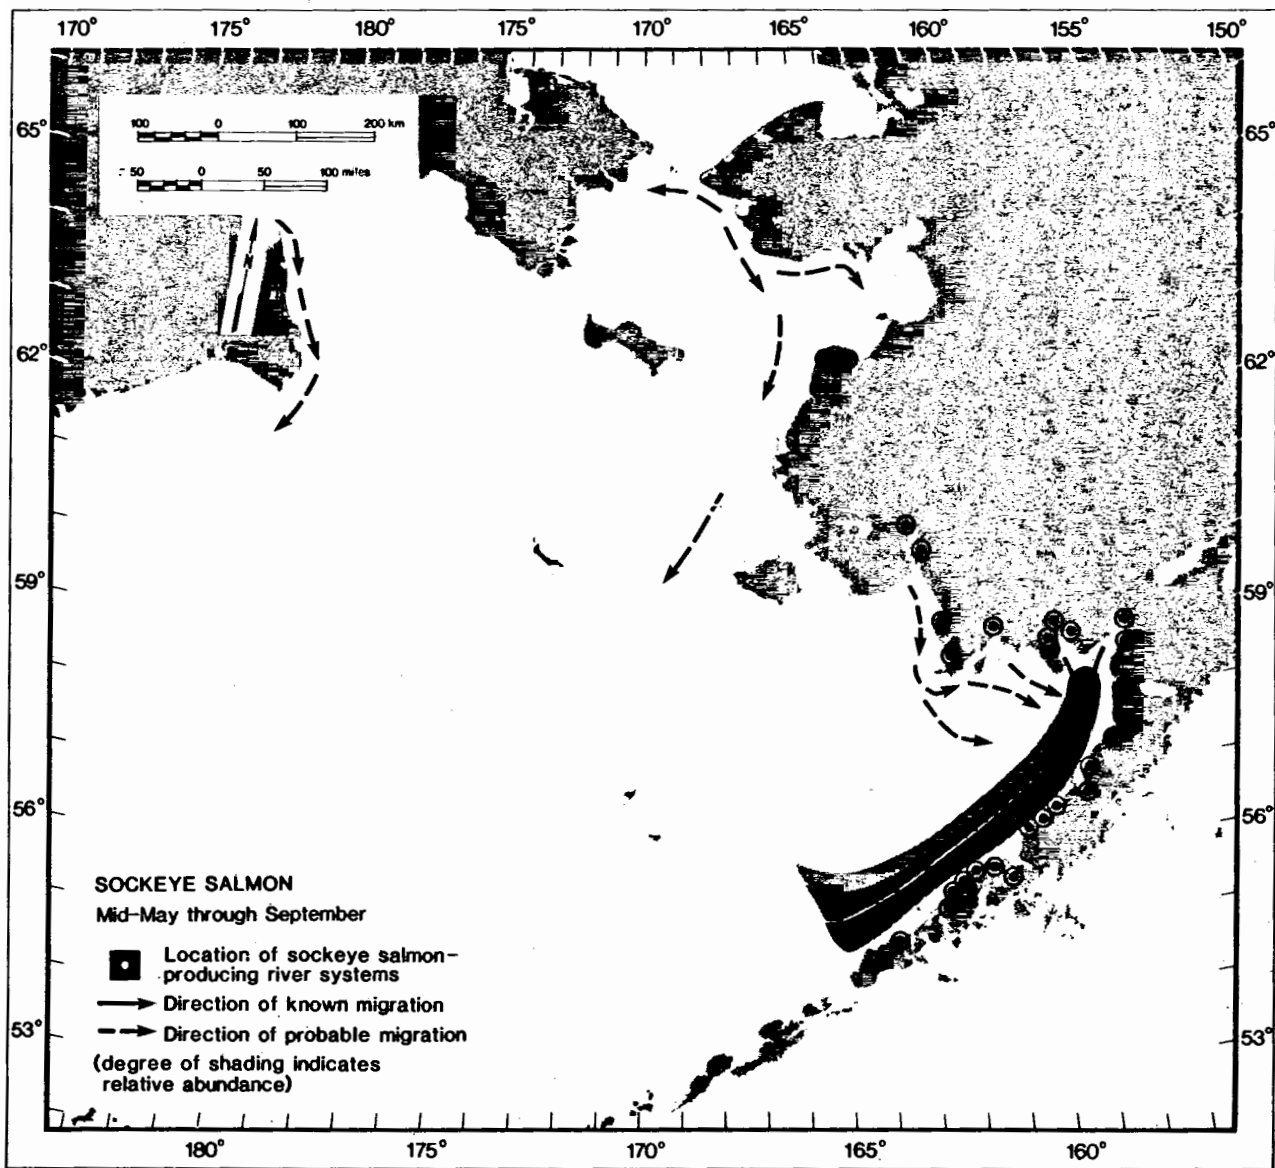 170° 175° 180° 175° 170° 165° 160° 155° 150°
100 0 100 200 km
50 0 50 100 miles
65° 65°
62° 62°
59° 59°
56° 56°
53° 53°
SOCKEYE SALMON
Mid-May through September
Location of sockeye salmon-
producing river systems
Direction of known migration
Direction of probable migration
(degree of shading indicates
relative abundance)
180° 175° 170° 165° 160°